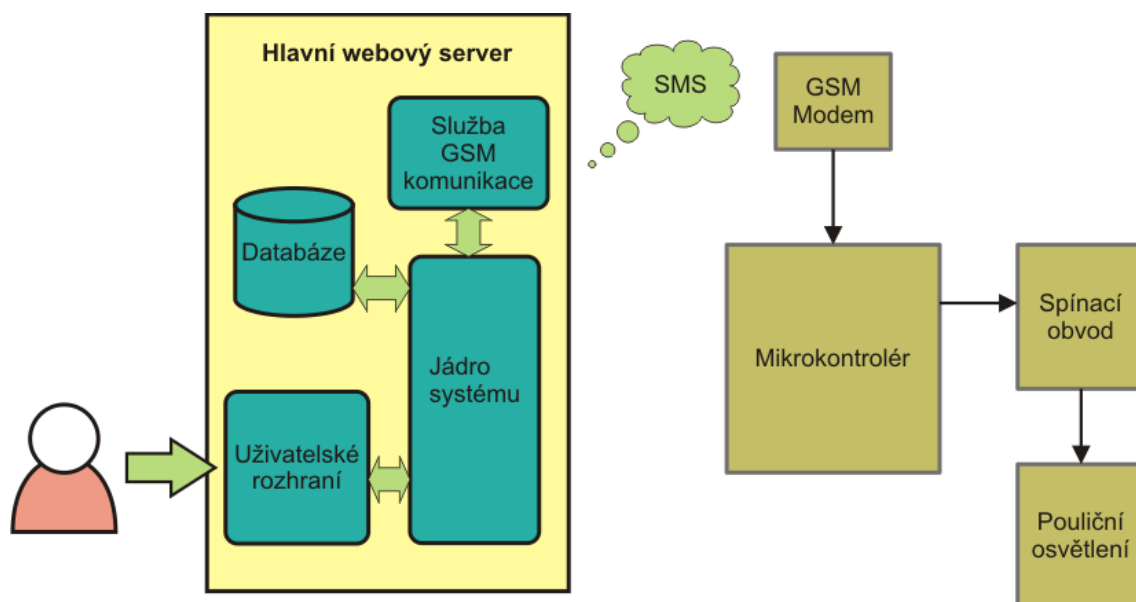 Hlavní webový server
Služba
GSM
komunikace
Databáze
Jádro
systému
Uživatelské
rozhraní
SMS
GSM
Modem
Mikrokontrolér
Spínací
obvod
Pouliční
osvětlení